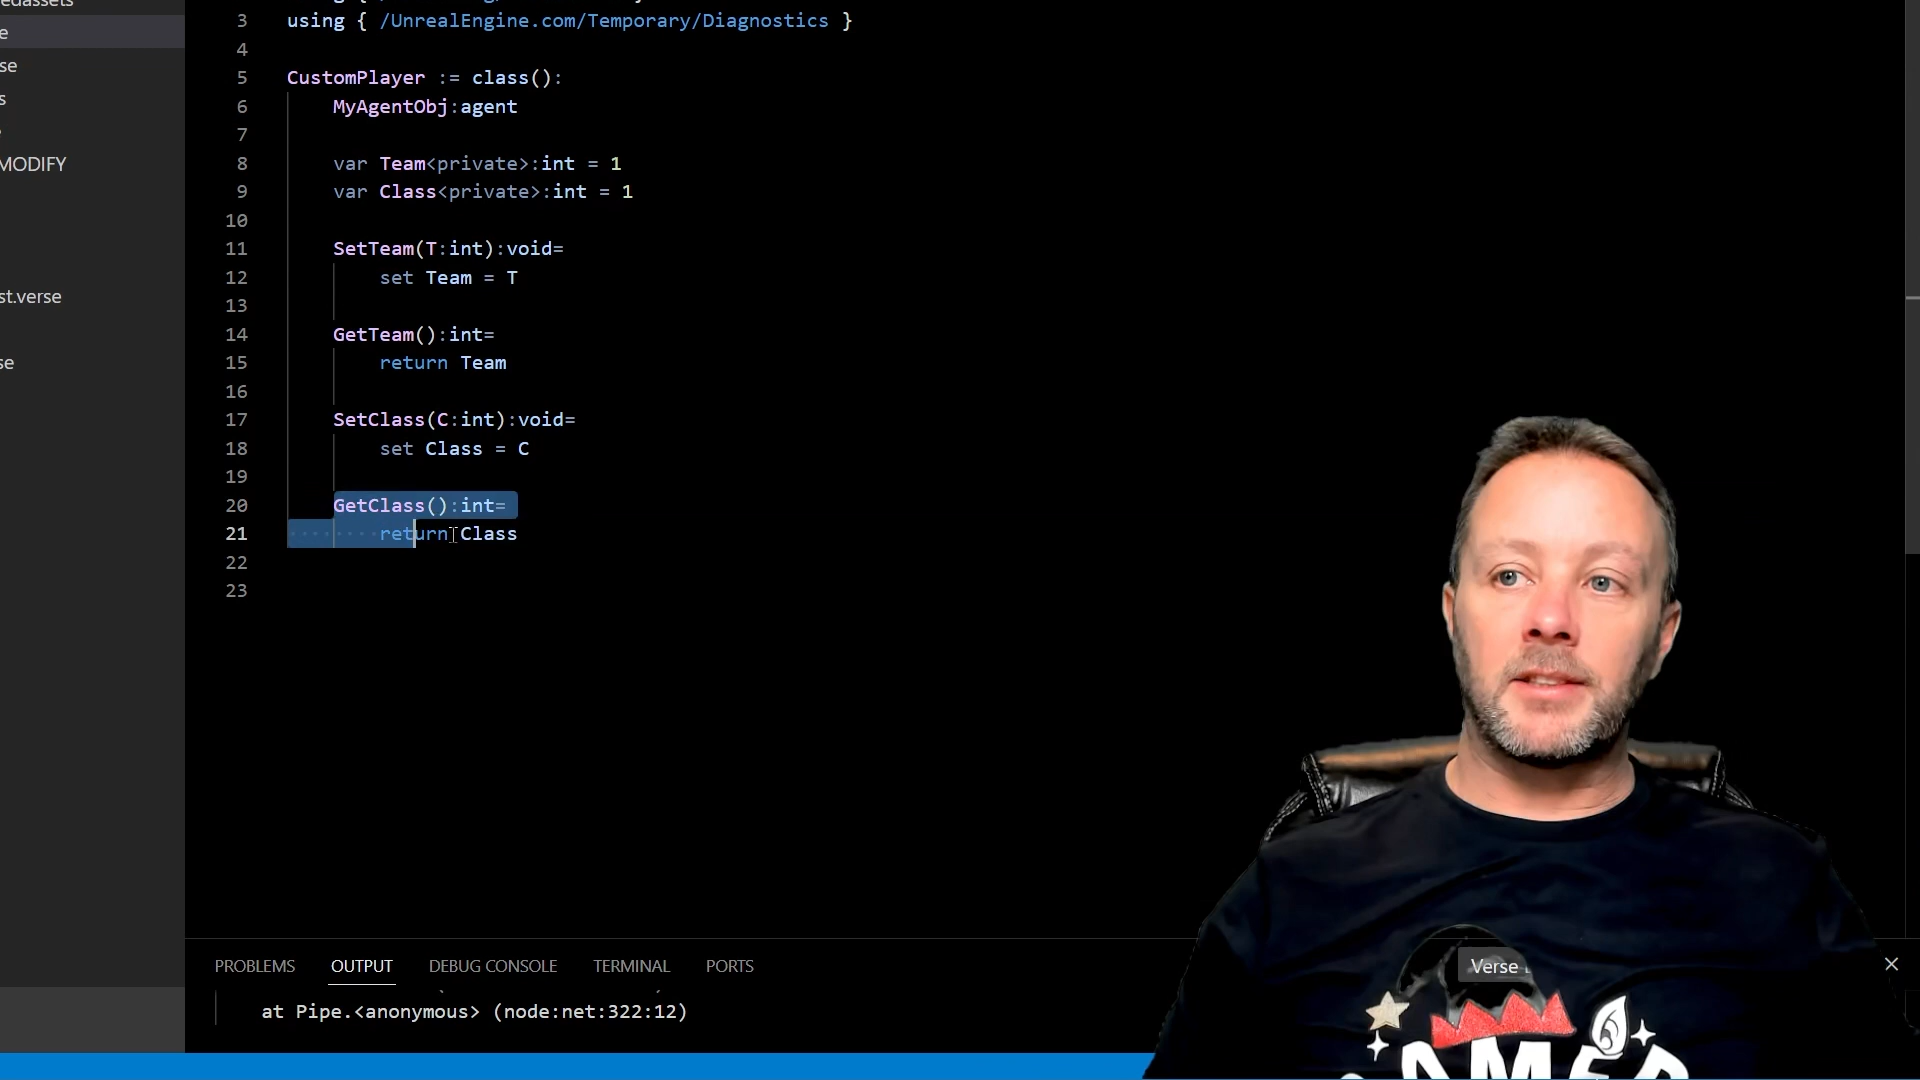 edassets
e
se
s
MODIFY
st.verse
se
3 using { /UnrealEngine.com/Temporary/Diagnostics }
4
5 CustomPlayer := class():
6 MyAgentObj:agent
7
8 var Team<private>:int = 1
9 var Class<private>:int = 1
10
11 SetTeam(T:int):void=
12 set Team = T
13
14 GetTeam():int=
15 return Team
16
17 SetClass(C:int):void=
18 set Class = C
19
20 GetClass():int=
21 return Class
22
23
PROBLEMS OUTPUT DEBUG CONSOLE TERMINAL PORTS
Verse
at Pipe.<anonymous> (node:net:322:12)